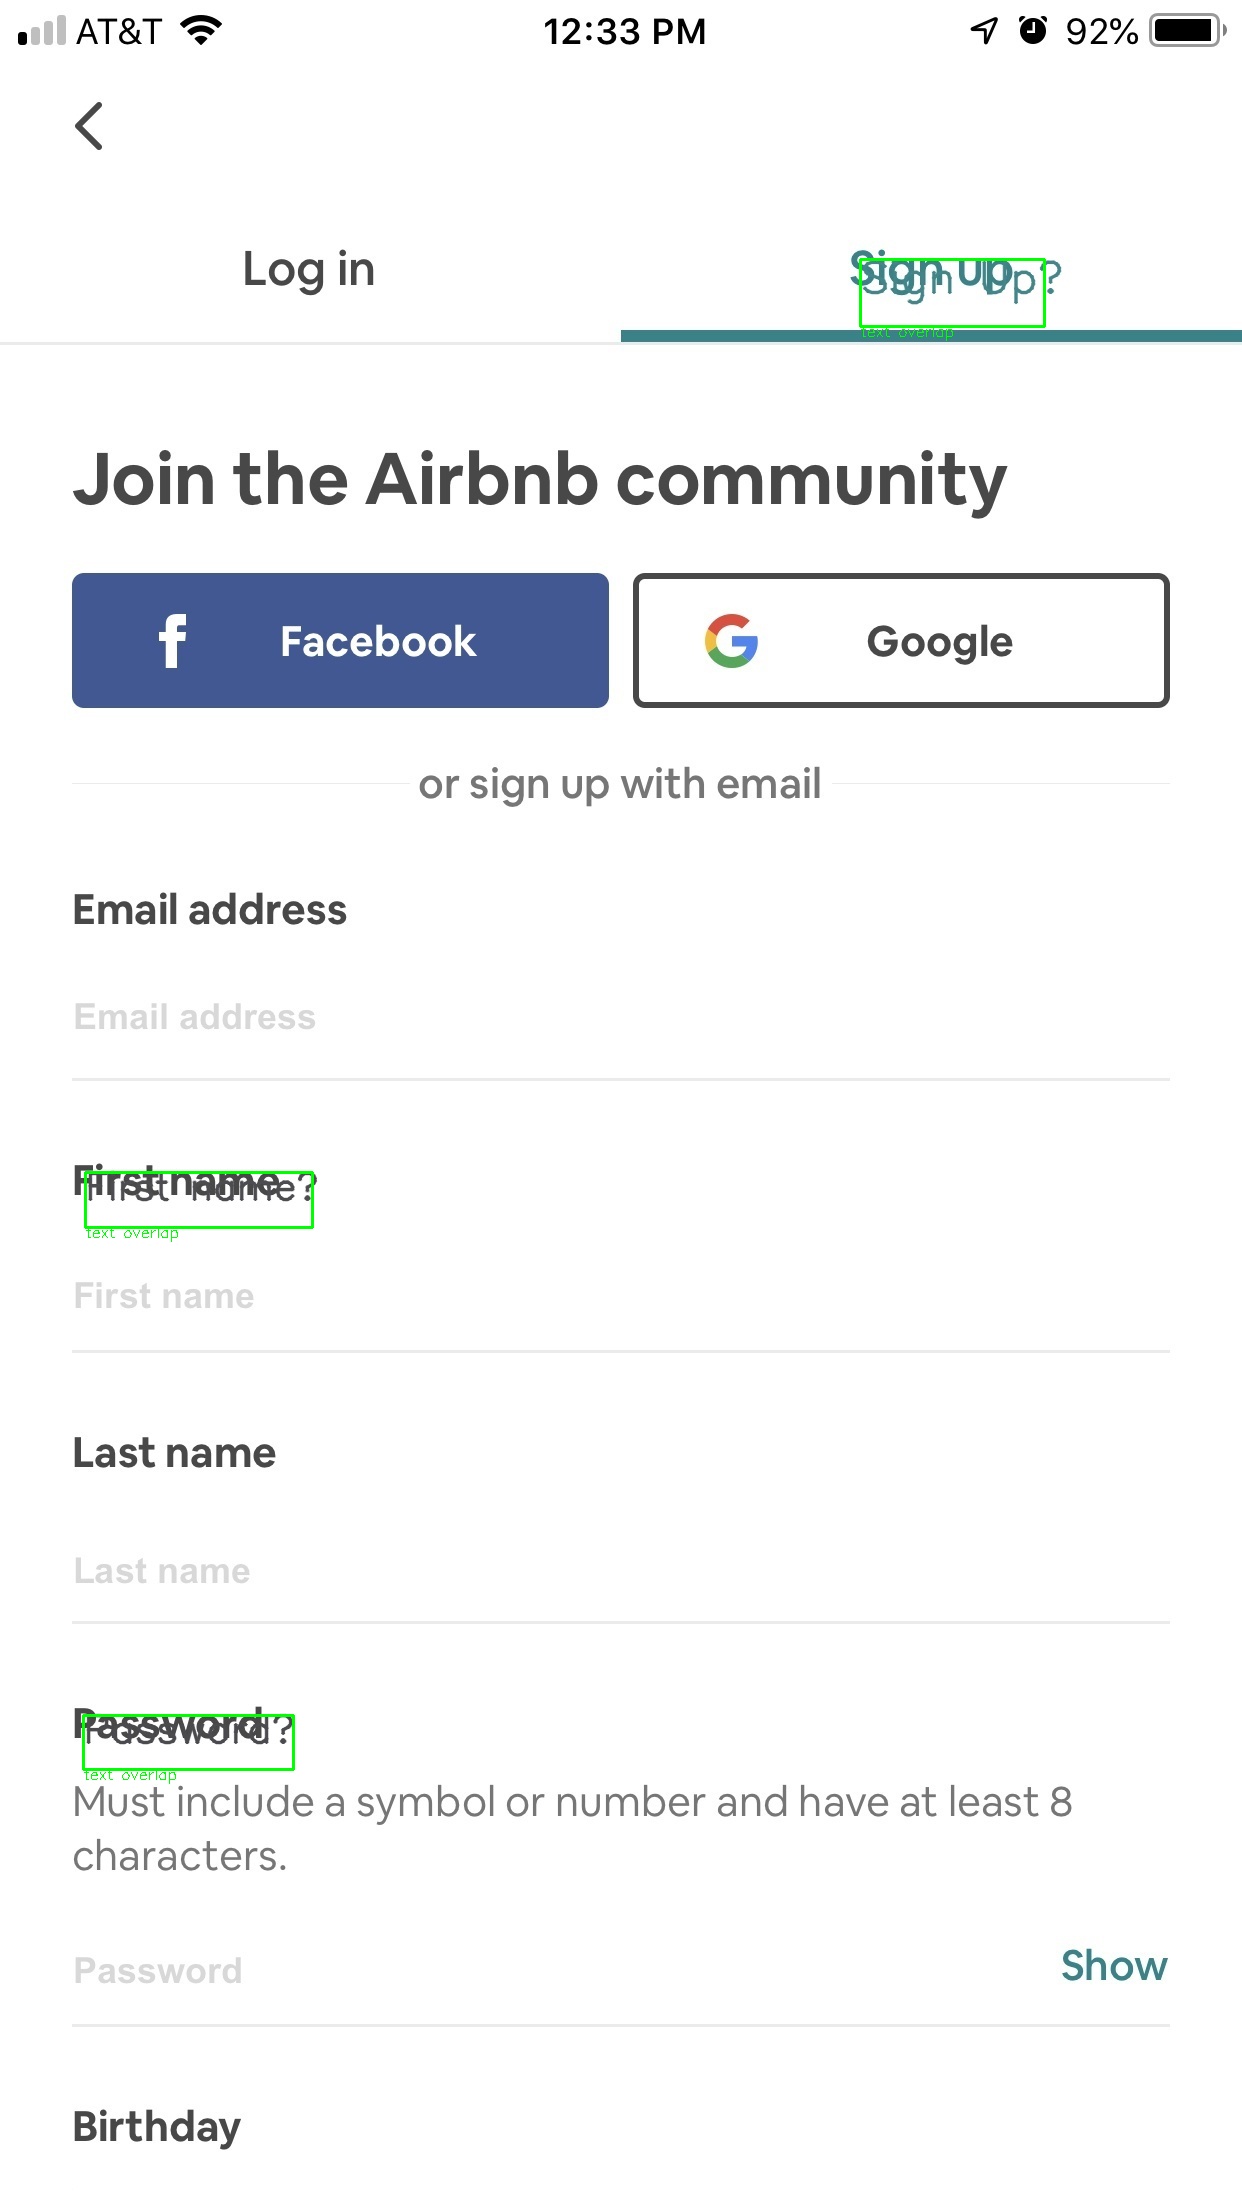 AT&T 12:33 PM 92%
Log in Sign up
Sign up?
text overlap
Join the Airbnb community
Facebook Google
or sign up with email
Email address
Email address
First name
First name?
text overlap
First name
Last name
Last name
Password
Password?
text overlap
Must include a symbol or number and have at least 8
characters.
Password Show
Birthday